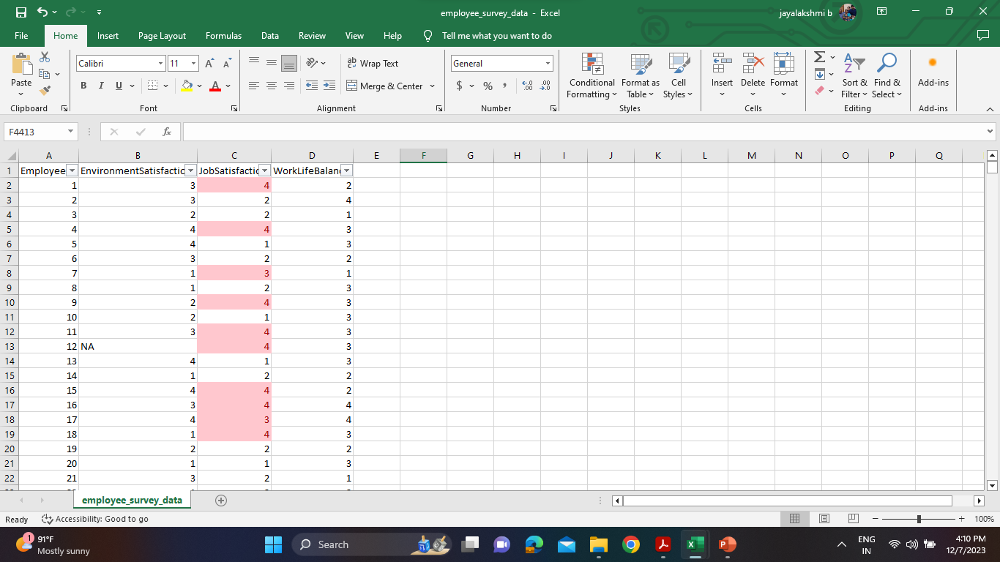 employee_survey_data - Excel
jayalakshmi b
File Home Insert Page Layout Formulas Data Review View Help Tell me what you want to do
Calibri 11 A A ab Wrap Text General
Paste
B I U A Merge & Center $ % , .00 .00
Conditional Formatting
Format as Table
Cell Styles
Insert Delete Format
Sort & Filter
Find & Select
Add-ins
Clipboard Font Alignment Number Styles Cells Editing Add-ins
F4413 fx
A B C D E F G H I J K L M N O P Q
1 Employee EnvironmentSatisfactio JobSatisfactio WorkLifeBalan
2 1 3 4 2
3 2 3 2 4
4 3 2 2 1
5 4 4 4 3
6 5 4 1 3
7 6 3 2 2
8 7 1 3 1
9 8 1 2 3
10 9 2 4 3
11 10 2 1 3
12 11 3 4 3
13 12 NA 4 3
14 13 4 1 3
15 14 1 2 2
16 15 4 4 2
17 16 3 4 4
18 17 4 3 4
19 18 1 4 3
20 19 2 2 2
21 20 1 1 3
22 21 3 2 1
employee_survey_data
Ready Accessibility: Good to go 100%
1 91°F
Mostly sunny
Search
ENG
IN
4:10 PM
12/7/2023